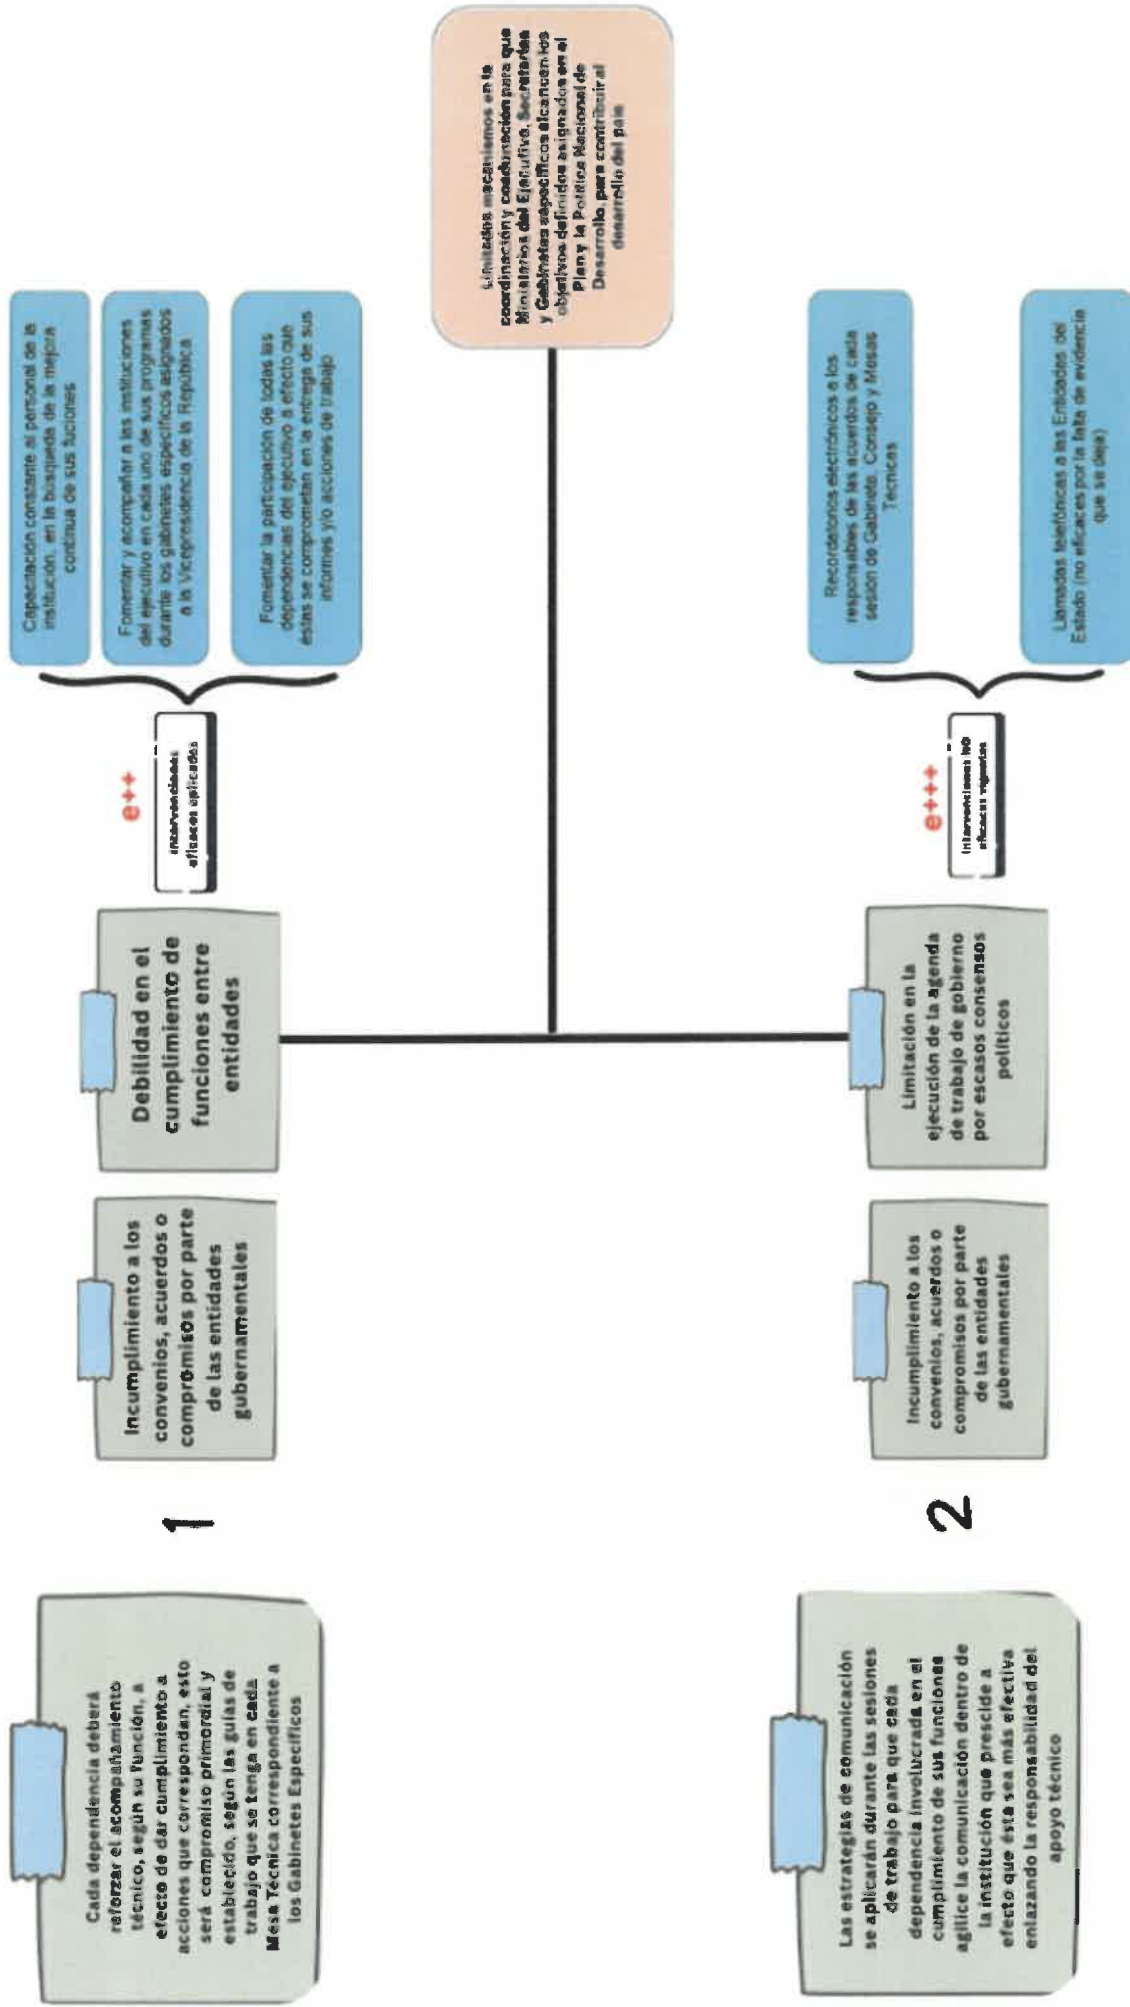 Cada dependencia deberá
reforzar el acompañamiento
técnico, según su función, a
efecto de dar cumplimiento a
acciones que correspondan, esto
será compromiso primordial y
establecido, según las guías de
trabajo que se tenga en cada
Mesa Técnica correspondiente a
los Gabinetes Específicos
1
Incumplimiento a los
convenios, acuerdos o
compromisos por parte
de las entidades
gubernamentales
Debilidad en el
cumplimiento de
funciones entre
entidades
e++
intervenciones
eficaces aplicadas
Capacitación constante al personal de la
institución, en la búsqueda de la mejora
continua de sus fuciones
Fomentar y acompañar a las instituciones
del ejecutivo en cada uno de sus programas
durante los gabinetes específicos asignados
a la Vicepresidencia de la República
Fomentar la participación de todas las
dependencias del ejecutivo a efecto que
éstas se comprometan en la entrega de sus
informes y/o acciones de trabajo
Limitados mecanismos en la
coordinación y coadunación para que
Ministerios del Ejecutivo, Secretarías
y Gabinetes específicos alcancen los
objetivos definidos asignados en el
Plan y la Política Nacional de
Desarrollo, para contribuir al
desarrollo del país
Las estrategias de comunicación
se aplicarán durante las sesiones
de trabajo para que cada
dependencia involucrada en el
cumplimiento de sus funciones
agilice la comunicación dentro de
la institución que prescide a
efecto que ésta sea más efectiva
enlazando la responsabilidad del
apoyo técnico
2
Incumplimiento a los
convenios, acuerdos o
compromisos por parte
de las entidades
gubernamentales
Limitación en la
ejecución de la agenda
de trabajo de gobierno
por escasos consensos
políticos
e+++
Intervenciones no
eficaces vigentes
Recordatorios electrónicos a los
responsables de los acuerdos de cada
sesión de Gabinete, Consejo y Mesas
Técnicas
Llamadas telefónicas a las Entidades del
Estado (no eficaces por la falta de evidencia
que se deja)